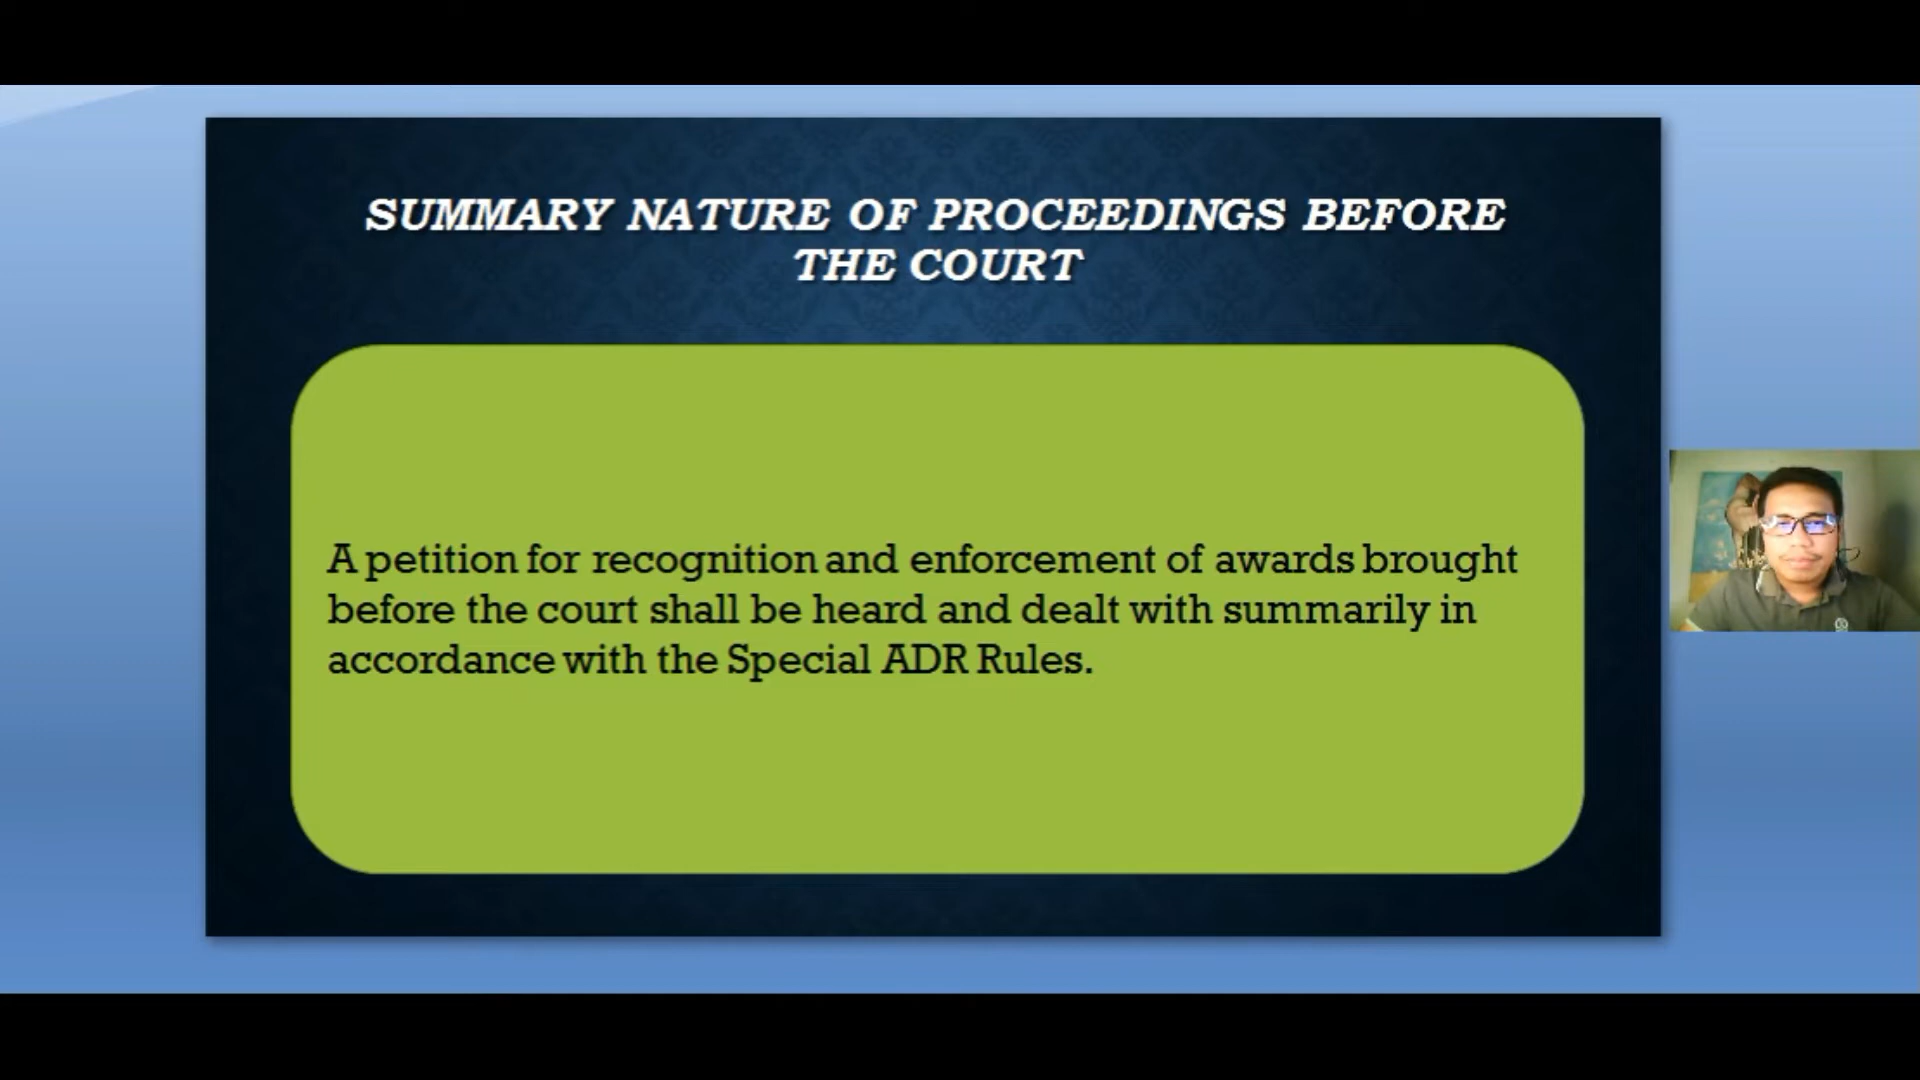 SUMMARY NATURE OF PROCEEDINGS BEFORE
THE COURT
A petition for recognition and enforcement of awards brought
before the court shall be heard and dealt with summarily in
accordance with the Special ADR Rules.